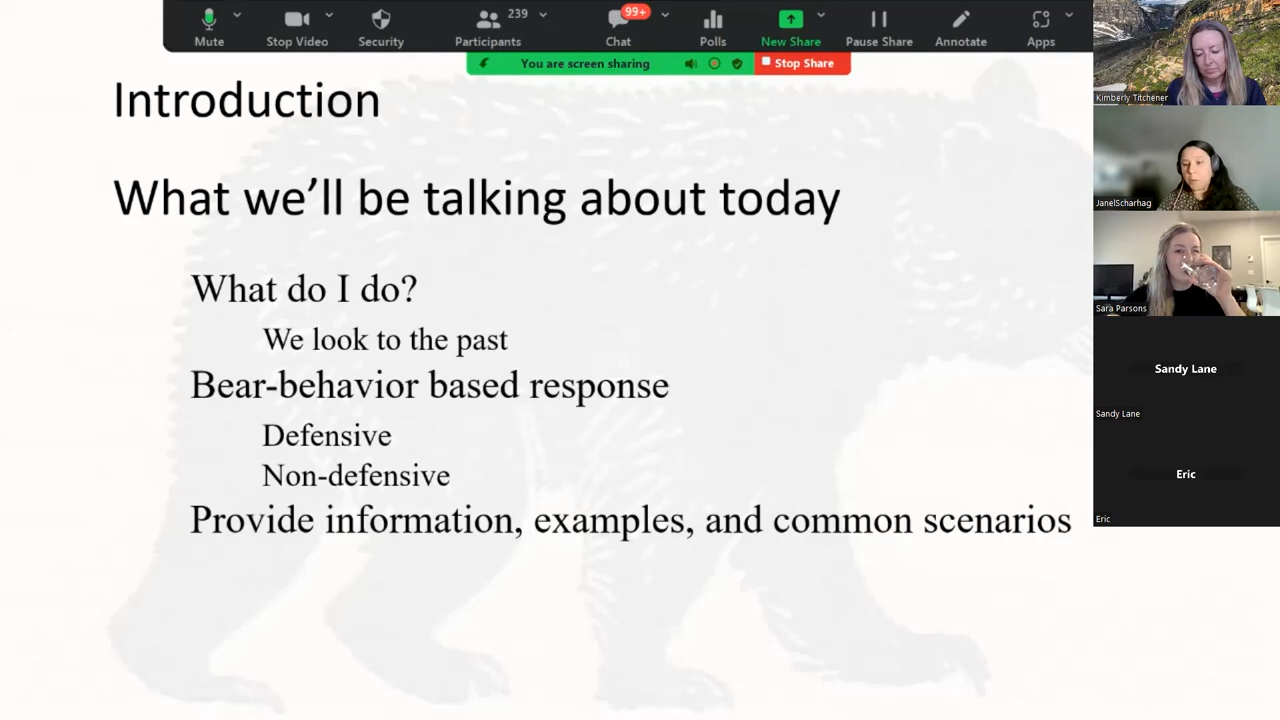 239
99+
Mute
Stop Video
Security
Participants
Chat
Polls
New Share
Pause Share
Annotate
Apps
You are screen sharing
Stop Share
Introduction
What we'll be talking about today
What do I do?
We look to the past
Bear-behavior based response
Defensive
Non-defensive
Provide information, examples, and common scenarios
Kimberly Titchener
JanelScharhag
Sara Parsons
Sandy Lane
Sandy Lane
Eric
Eric